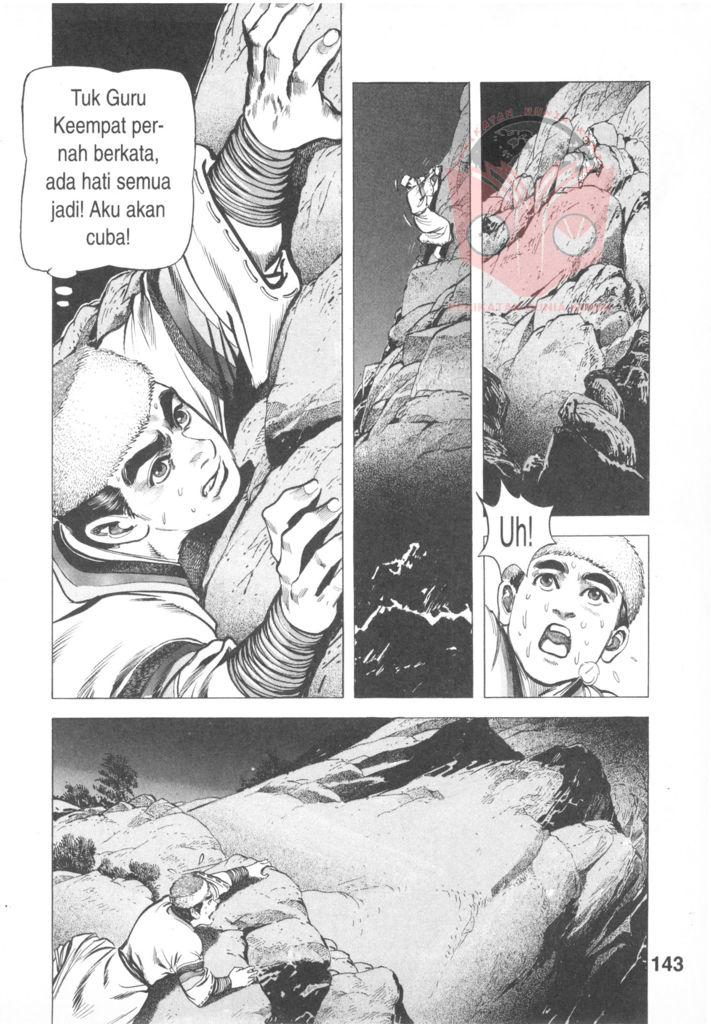 Tuk Guru
Keempat per-
nah berkata,
ada hati semua
jadi! Aku akan
cuba!
Uh!
143